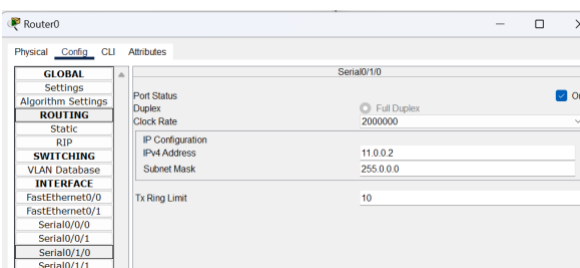 Router0
Physical Config CLI Attributes
GLOBAL
Settings
Algorithm Settings
ROUTING
Static
RIP
SWITCHING
VLAN Database
INTERFACE
FastEthernet0/0
FastEthernet0/1
Serial0/0/0
Serial0/0/1
Serial0/1/0
Serial0/1/1
Serial0/1/0
Port Status
Duplex Full Duplex
Clock Rate 2000000
IP Configuration
IPv4 Address 11.0.0.2
Subnet Mask 255.0.0.0
Tx Ring Limit 10